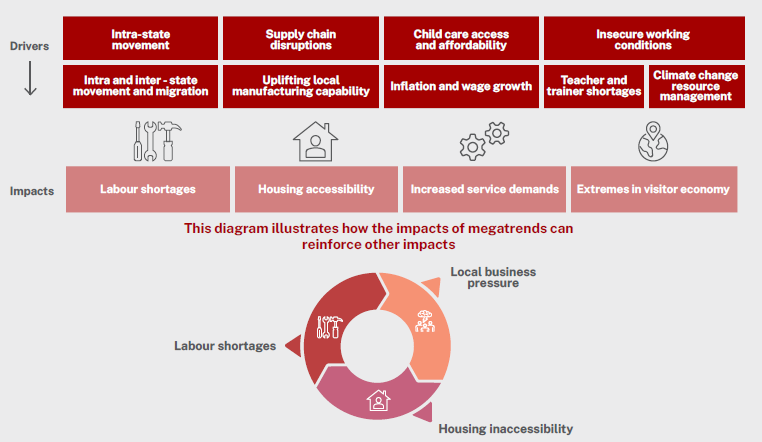 Drivers
Intra-state
movement
Supply chain
disruptions
Child care access
and affordability
Insecure working
conditions
Intra and inter - state
movement and migration
Uplifting local
manufacturing capability
Inflation and wage growth
Teacher and
trainer shortages
Climate change
resource
management
Impacts
Labour shortages
Housing accessibility
Increased service demands
Extremes in visitor economy
This diagram illustrates how the impacts of megatrends can
reinforce other impacts
Local business
pressure
Labour shortages
Housing inaccessibility